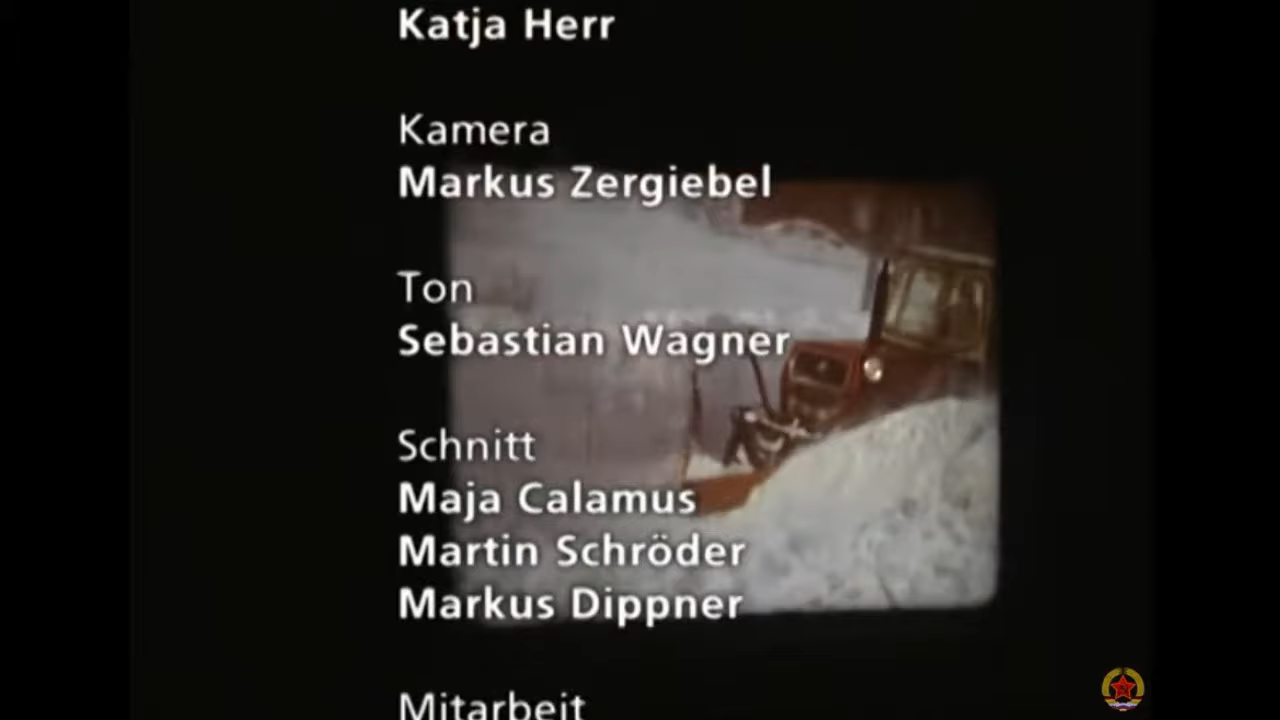 Katja Herr
Kamera
Markus Zergiebel
Ton
Sebastian Wagner
Schnitt
Maja Calamus
Martin Schröder
Markus Dippner
Mitarbeit